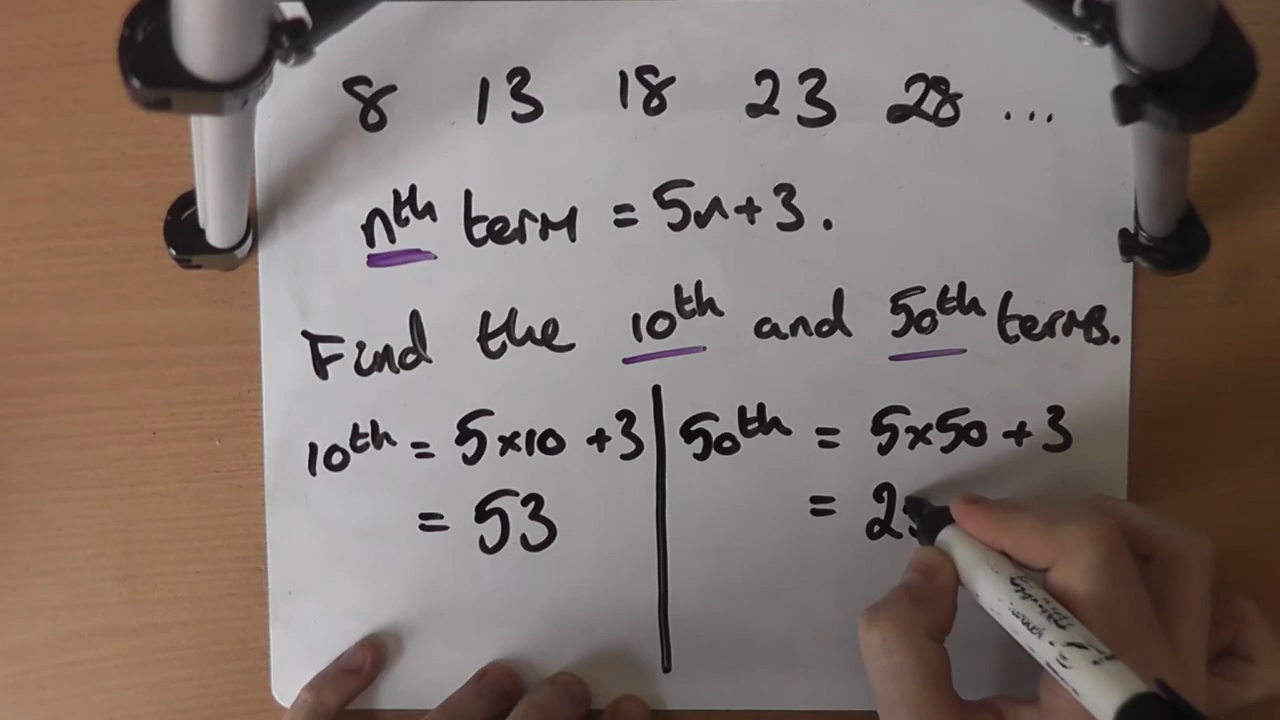 8 13 18 23 28 ...
nth term = 5n+3.
Find the 10th and 50th terms.
10th = 5×10 +3
= 53
50th = 5×50 +3
= 2